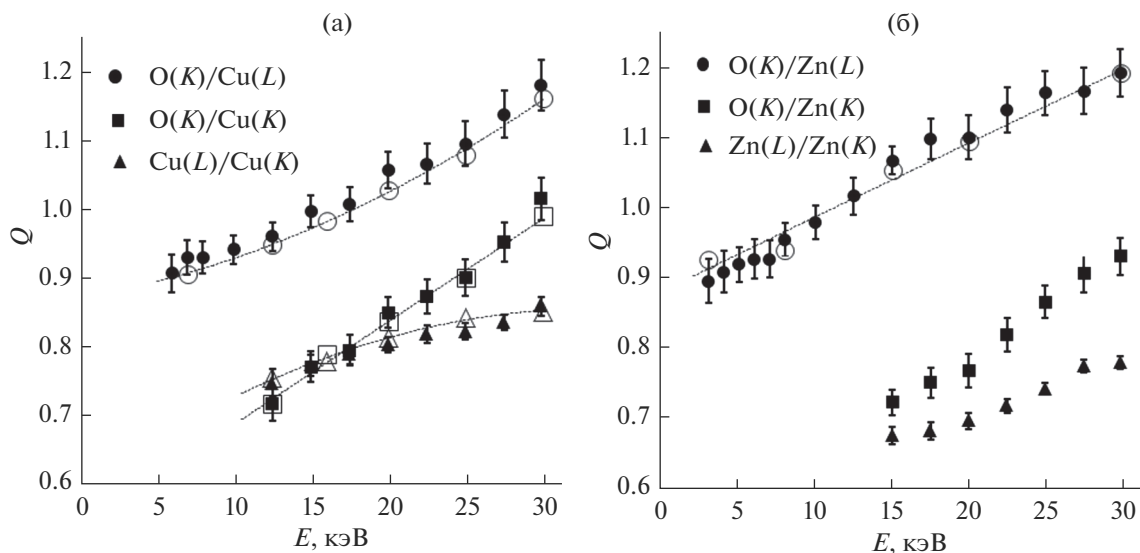 (а)
1.2
1.1
1.0
0.9
0.8
0.7
0.6
Q
O(K)/Cu(L)
O(K)/Cu(K)
Cu(L)/Cu(K)
0 5 10 15 20 25 30
E, кэВ
(б)
1.2
1.1
1.0
0.9
0.8
0.7
0.6
Q
O(K)/Zn(L)
O(K)/Zn(K)
Zn(L)/Zn(K)
0 5 10 15 20 25 30
E, кэВ